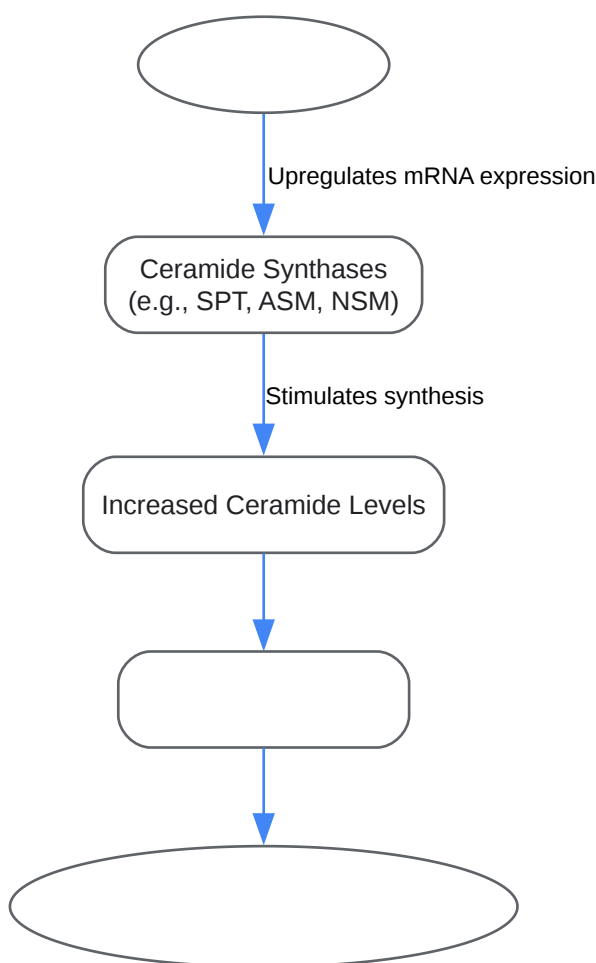 Upregulates mRNA expression
Ceramide Synthases
(e.g., SPT, ASM, NSM)
Stimulates synthesis
Increased Ceramide Levels